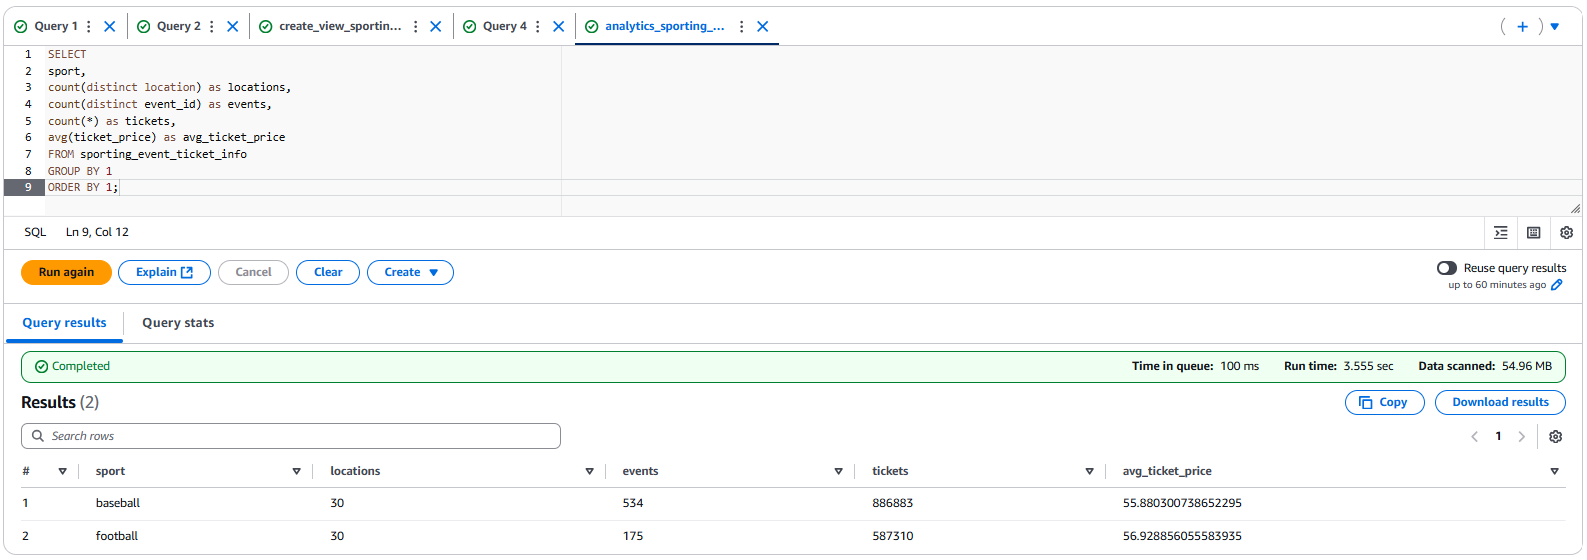 Query 1
Query 2
create_view_sportin...
Query 4
analytics_sporting_...
1 SELECT
2 sport,
3 count(distinct location) as locations,
4 count(distinct event_id) as events,
5 count(*) as tickets,
6 avg(ticket_price) as avg_ticket_price
7 FROM sporting_event_ticket_info
8 GROUP BY 1
9 ORDER BY 1;
SQL Ln 9, Col 12
Run again Explain Cancel Clear Create
Reuse query results
up to 60 minutes ago
Query results Query stats
Completed Time in queue: 100 ms Run time: 3.555 sec Data scanned: 54.96 MB
Results (2) Copy Download results
Search rows 1
# sport locations events tickets avg_ticket_price
1 baseball 30 534 886883 55.880300738652295
2 football 30 175 587310 56.928856055583935